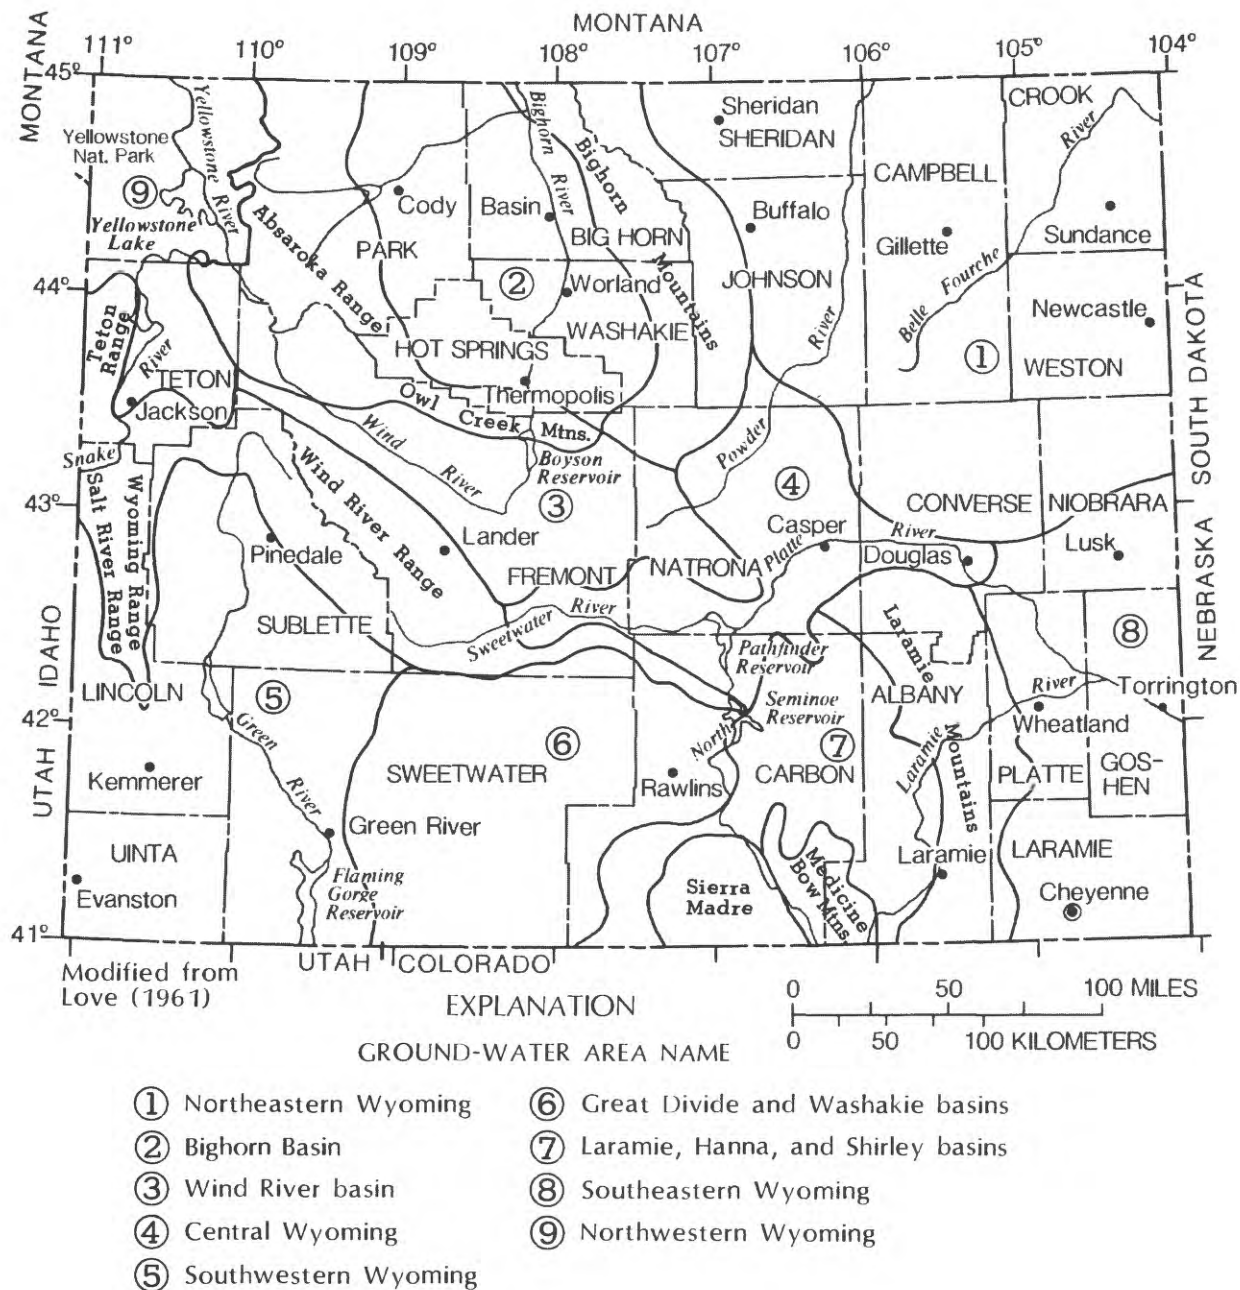 MONTANA
111° 110° 109° 108° 107° 106° 105° 104°
MONTANA
45°
44°
43°
42°
41°
Yellowstone
Nat. Park
⑨
Yellowstone
Lake
Yellowstone
River
Yellowstone River
Absaroka Range
Cody
PARK
Basin
Bighorn
River
Bighorn
Mountains
BIG HORN
②
Worland
WASHAKIE
HOT SPRINGS
Thermopolis
Owl
Creek Mtns.
Boyson
Reservoir
Sheridan
SHERIDAN
Buffalo
JOHNSON
Powder
River
CAMPBELL
Gillette
Belle
Fourche
River
CROOK
Sundance
Newcastle
WESTON
①
SOUTH DAKOTA
Teton
Range
River
TETON
Jackson
Snake
Salt River Range
Wyoming Range
Wind
River
Wind River Range
③
Lander
FREMONT
Pinedale
SUBLETTE
Sweetwater
River
④
Casper
NATRONA
Platte
River
CONVERSE
Douglas
NIOBRARA
Lusk
NEBRASKA
IDAHO
UTAH
LINCOLN
Kemmerer
UINTA
Evanston
⑤
Green
River
Green River
Flaming
Gorge
Reservoir
⑥
SWEETWATER
Rawlins
North
Pathfinder
Reservoir
Seminoe
Reservoir
⑦
CARBON
Sierra
Madre
Medicine
Bow Mtns.
Laramie
Mountains
ALBANY
Laramie
River
Laramie
⑧
Torrington
Wheatland
PLATTE
GOS-
HEN
LARAMIE
Cheyenne
UTAH COLORADO
Modified from
Love (1961)
EXPLANATION
0 50 100 MILES
0 50 100 KILOMETERS
GROUND-WATER AREA NAME
① Northeastern Wyoming
② Bighorn Basin
③ Wind River basin
④ Central Wyoming
⑤ Southwestern Wyoming
⑥ Great Divide and Washakie basins
⑦ Laramie, Hanna, and Shirley basins
⑧ Southeastern Wyoming
⑨ Northwestern Wyoming